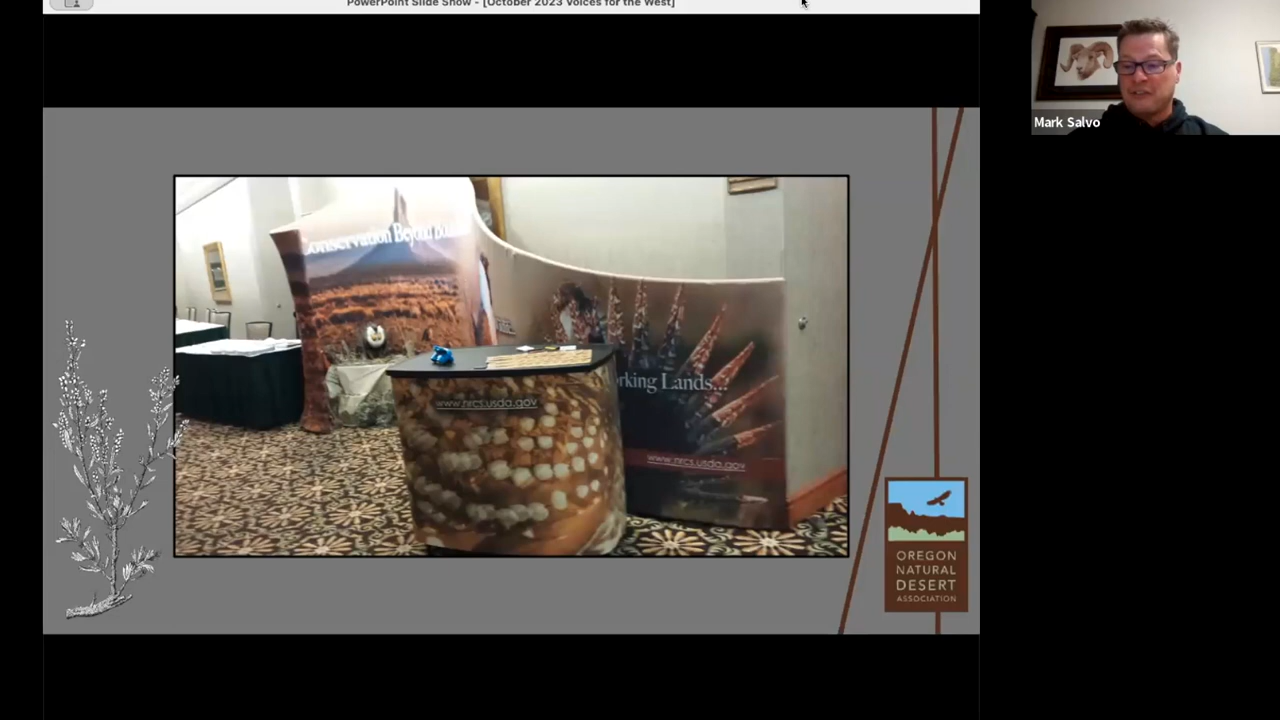 PowerPoint Slide Show - [October 2023 Voices for the West]
Mark Salvo
Conservation Beyond
www.nrcs.usda.gov
Working Lands...
www.nrcs.usda.gov
OREGON
NATURAL
DESERT
ASSOCIATION